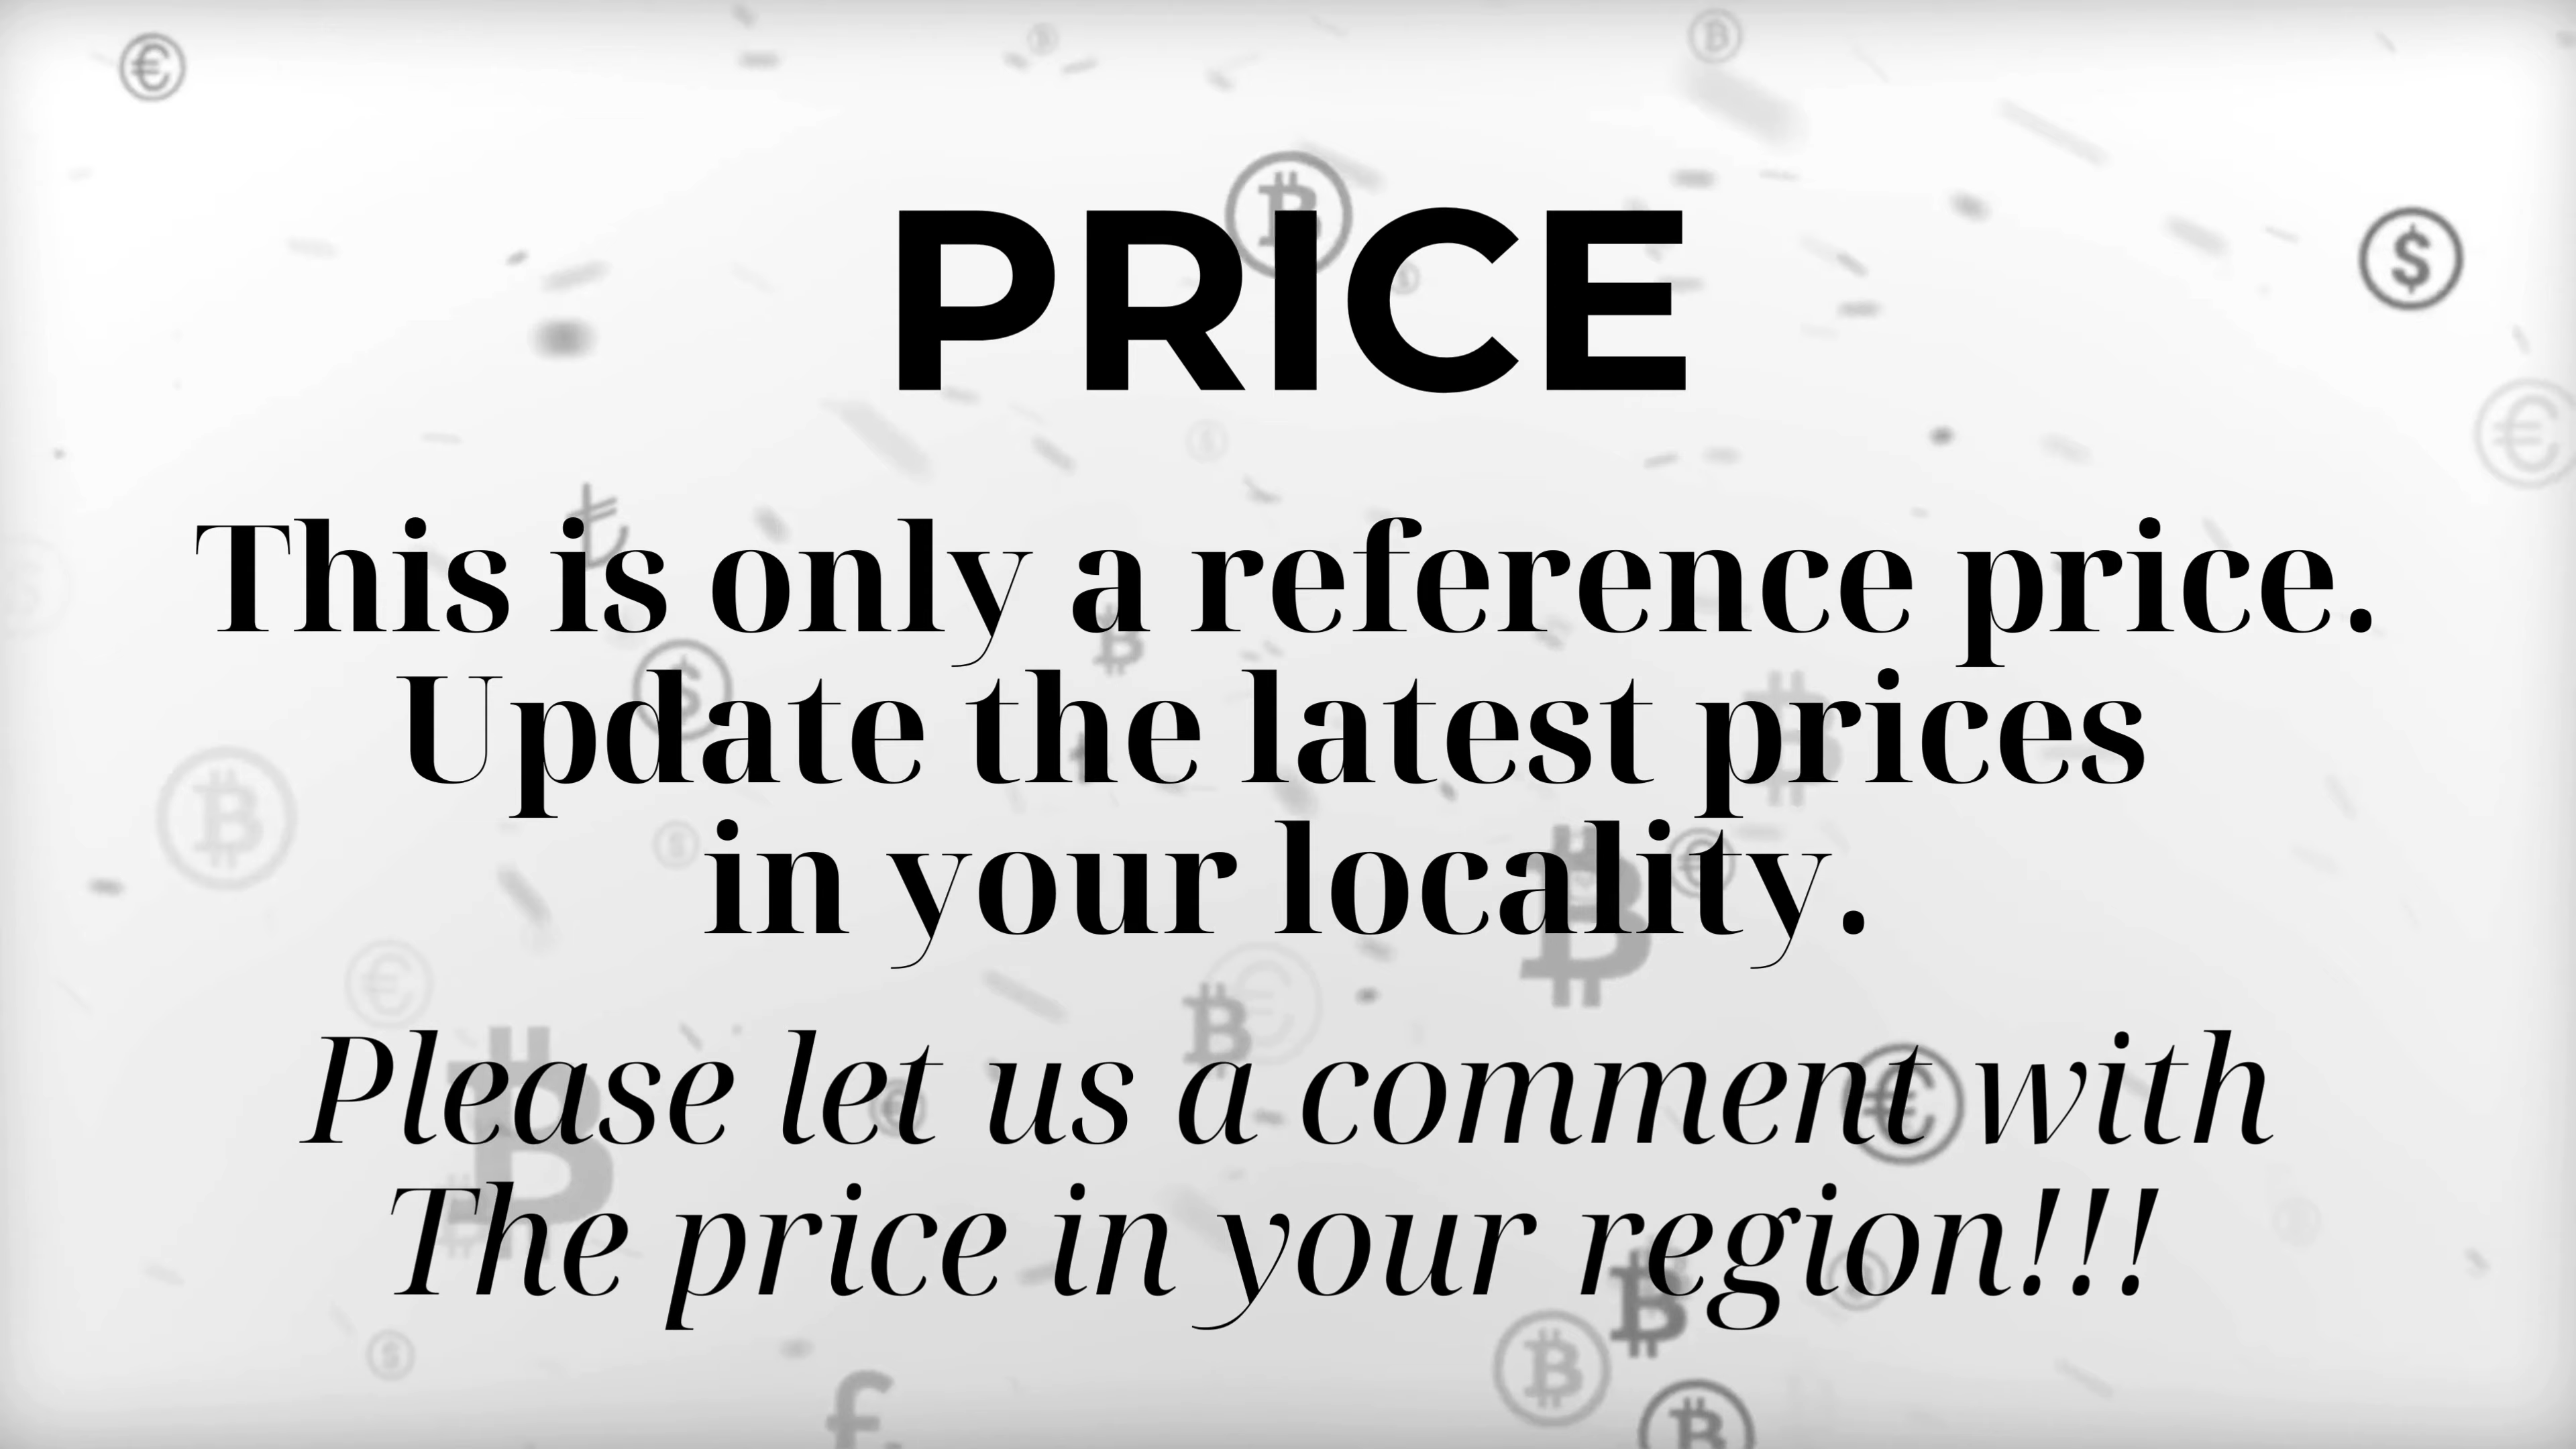 PRICE
This is only a reference price.
Update the latest prices
in your locality.
Please let us a comment with
The price in your region!!!